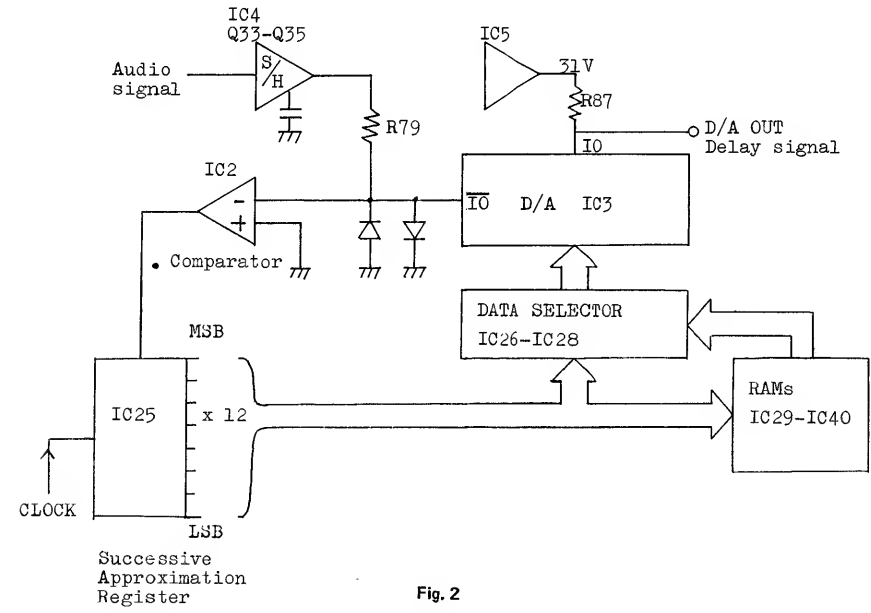 IC4
Q33-Q35
S/H
Audio
signal
R79
IC5
31V
R87
D/A OUT
Delay signal
IO
IC2
-
+
Comparator
IO D/A IC3
DATA SELECTOR
IC26-IC28
RAMs
IC29-IC40
MSB
IC25
x 12
CLOCK
LSB
Successive
Approximation
Register
Fig. 2